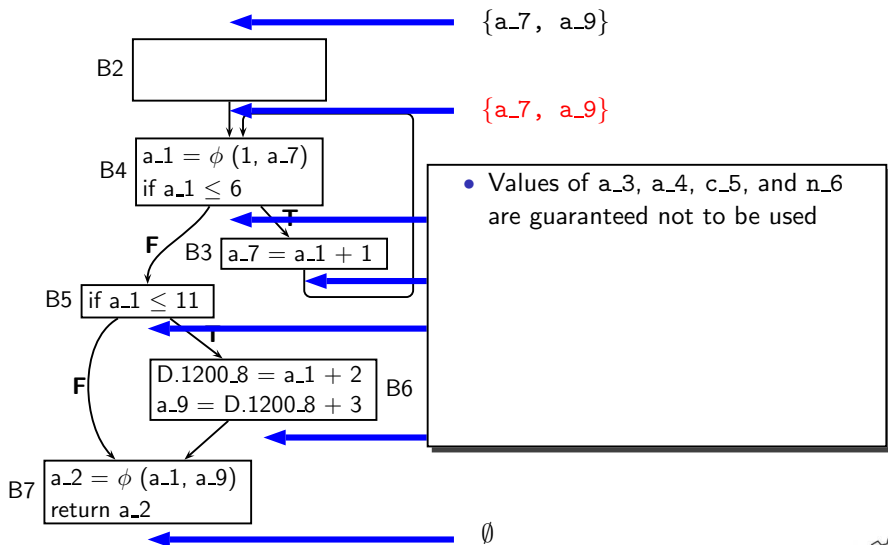 {a_7, a_9}
B2
{a_7, a_9}
B4
a_1 = ϕ (1, a_7)
if a_1 ≤ 6
• Values of a_3, a_4, c_5, and n_6
are guaranteed not to be used
T
F
B3
a_7 = a_1 + 1
B5
if a_1 ≤ 11
T
F
D.1200_8 = a_1 + 2
a_9 = D.1200_8 + 3
B6
B7
a_2 = ϕ (a_1, a_9)
return a_2
∅